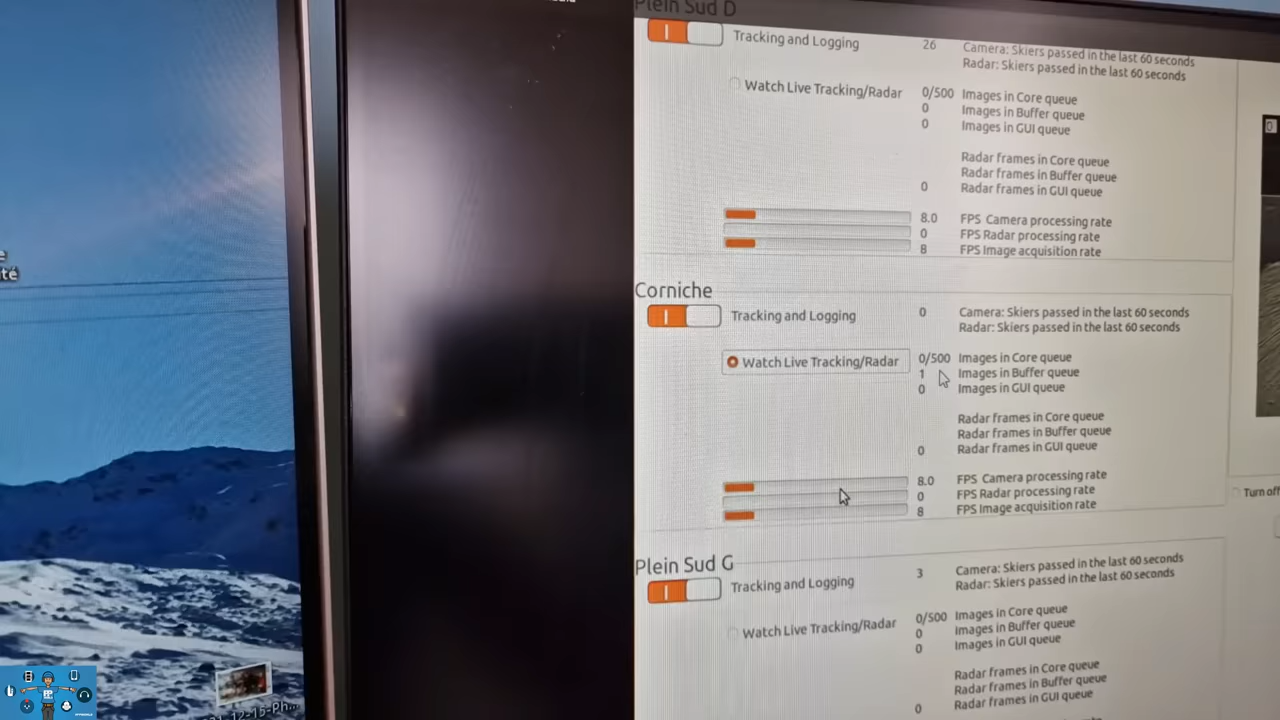 té
Plein Sud D
Tracking and Logging
26
Camera: Skiers passed in the last 60 seconds
Radar: Skiers passed in the last 60 seconds
Watch Live Tracking/Radar
0/500 Images in Core queue
0 Images in Buffer queue
0 Images in GUI queue
Radar frames in Core queue
Radar frames in Buffer queue
0 Radar frames in GUI queue
8.0 FPS Camera processing rate
0 FPS Radar processing rate
8 FPS Image acquisition rate
Corniche
Tracking and Logging
0
Camera: Skiers passed in the last 60 seconds
Radar: Skiers passed in the last 60 seconds
Watch Live Tracking/Radar
0/500 Images in Core queue
1 Images in Buffer queue
0 Images in GUI queue
Radar frames in Core queue
Radar frames in Buffer queue
0 Radar frames in GUI queue
8.0 FPS Camera processing rate
0 FPS Radar processing rate
8 FPS Image acquisition rate
Turn off
Plein Sud G
Tracking and Logging
3
Camera: Skiers passed in the last 60 seconds
Radar: Skiers passed in the last 60 seconds
Watch Live Tracking/Radar
0/500 Images in Core queue
0 Images in Buffer queue
0 Images in GUI queue
Radar frames in Core queue
Radar frames in Buffer queue
0 Radar frames in GUI queue